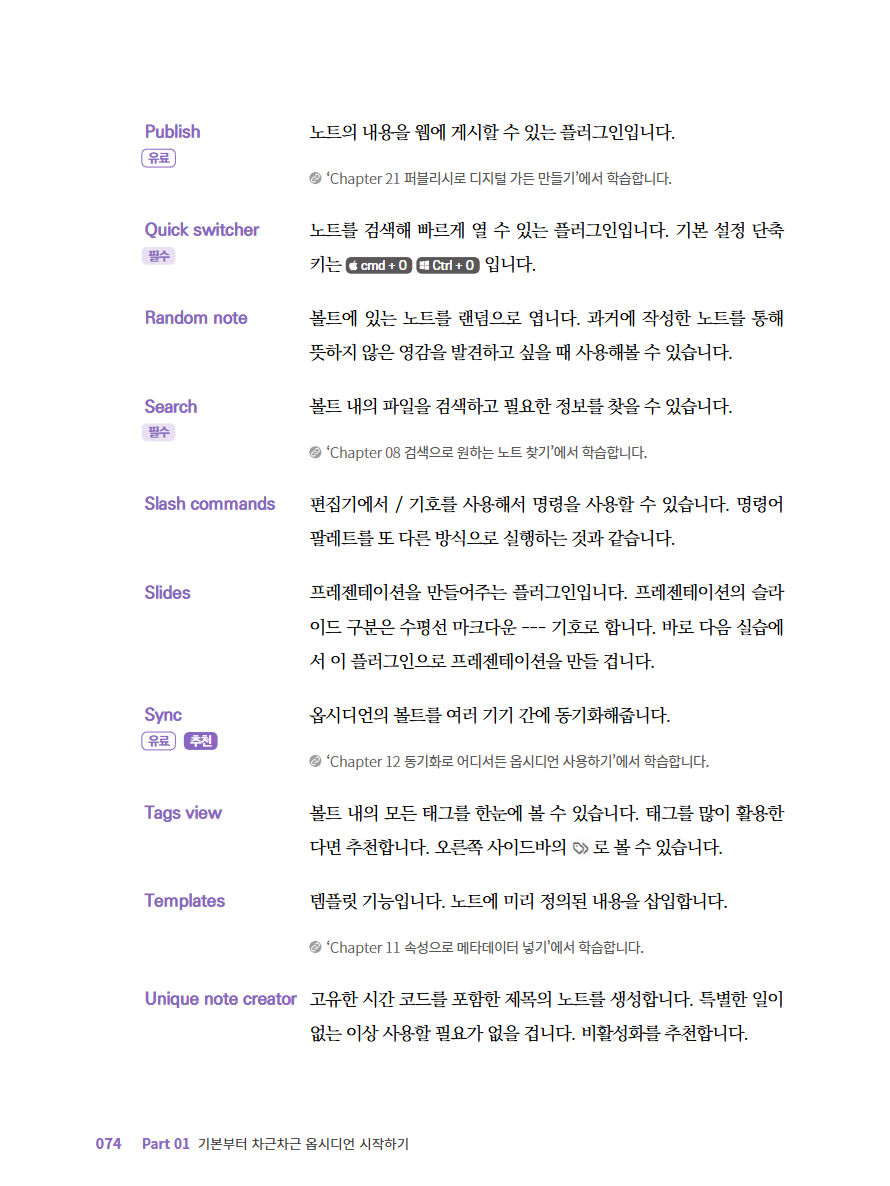 Publish
유료
노트의 내용을 웹에 게시할 수 있는 플러그인입니다.
‘Chapter 21 퍼블리시로 디지털 가든 만들기’에서 학습합니다.
Quick switcher
필수
노트를 검색해 빠르게 열 수 있는 플러그인입니다. 기본 설정 단축
키는 cmd + O Ctrl + O 입니다.
Random note
볼트에 있는 노트를 랜덤으로 엽니다. 과거에 작성한 노트를 통해
뜻하지 않은 영감을 발견하고 싶을 때 사용해볼 수 있습니다.
Search
필수
볼트 내의 파일을 검색하고 필요한 정보를 찾을 수 있습니다.
‘Chapter 08 검색으로 원하는 노트 찾기’에서 학습합니다.
Slash commands
편집기에서 / 기호를 사용해서 명령을 사용할 수 있습니다. 명령어
팔레트를 또 다른 방식으로 실행하는 것과 같습니다.
Slides
프레젠테이션을 만들어주는 플러그인입니다. 프레젠테이션의 슬라
이드 구분은 수평선 마크다운 --- 기호로 합니다. 바로 다음 실습에
서 이 플러그인으로 프레젠테이션을 만들 겁니다.
Sync
유료 추천
옵시디언의 볼트를 여러 기기 간에 동기화해줍니다.
‘Chapter 12 동기화로 어디서든 옵시디언 사용하기’에서 학습합니다.
Tags view
볼트 내의 모든 태그를 한눈에 볼 수 있습니다. 태그를 많이 활용한
다면 추천합니다. 오른쪽 사이드바의 로 볼 수 있습니다.
Templates
템플릿 기능입니다. 노트에 미리 정의된 내용을 삽입합니다.
‘Chapter 11 속성으로 메타데이터 넣기’에서 학습합니다.
Unique note creator
고유한 시간 코드를 포함한 제목의 노트를 생성합니다. 특별한 일이
없는 이상 사용할 필요가 없을 겁니다. 비활성화를 추천합니다.
074 Part 01 기본부터 차근차근 옵시디언 시작하기